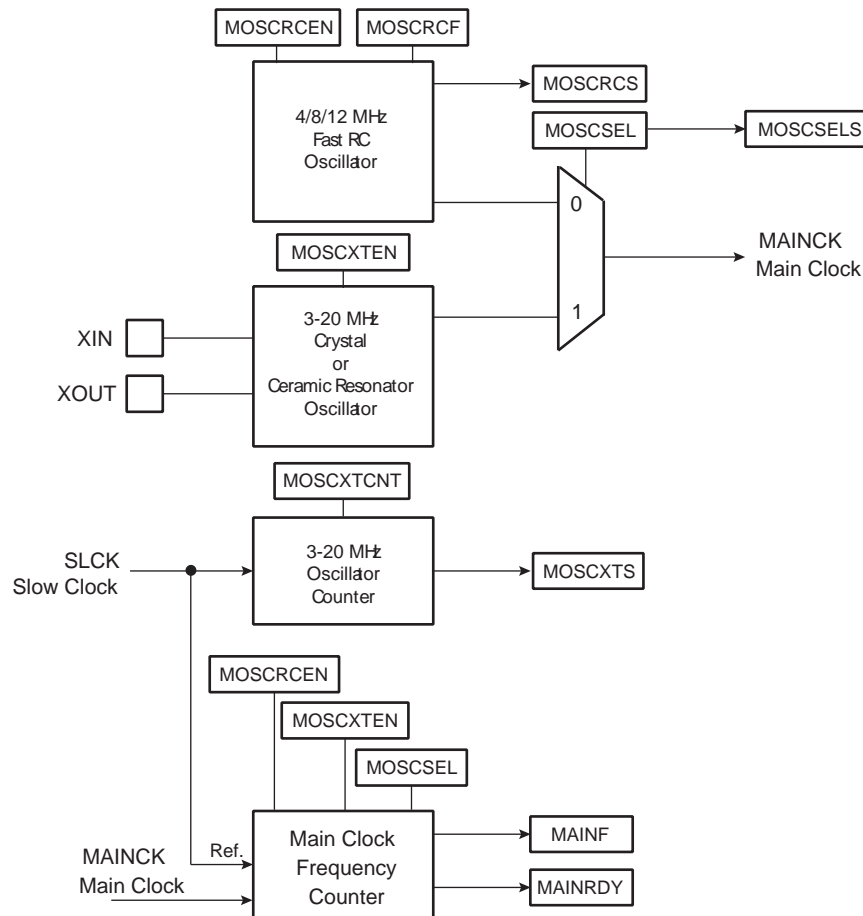 MOSCRCEN
MOSCRCF
4/8/12 MHz
Fast RC
Oscillator
MOSCRCS
MOSCSEL
MOSCSELS
0
1
MAINCK
Main Clock
MOSCXTEN
3-20 MHz
Crystal
or
Ceramic Resonator
Oscillator
XIN
XOUT
MOSCXTCNT
3-20 MHz
Oscillator
Counter
SLCK
Slow Clock
MOSCXTS
MOSCRCEN
MOSCXTEN
MOSCSEL
Main Clock
Frequency
Counter
Ref.
MAINCK
Main Clock
MAINF
MAINRDY